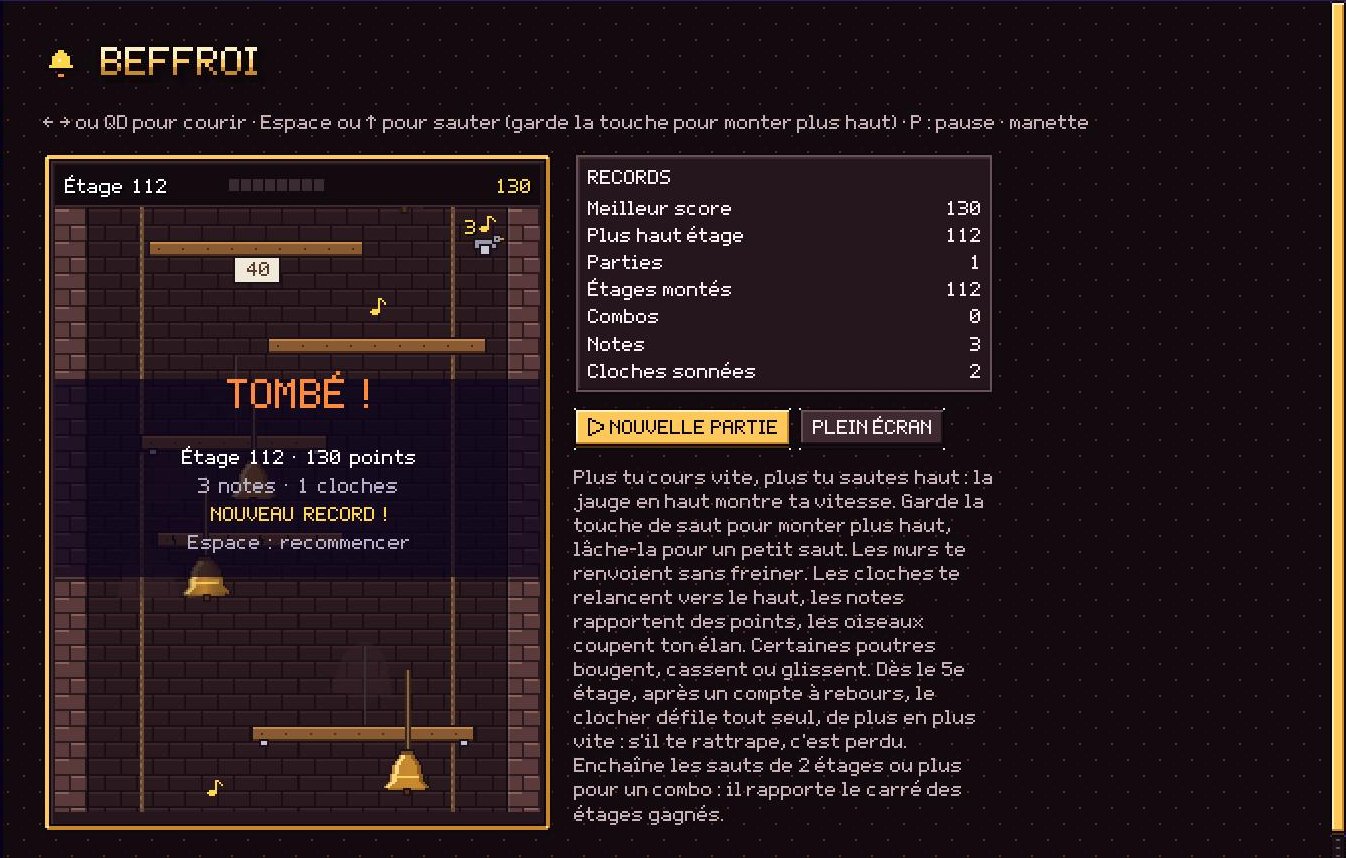 BEFFROI
← → ou QD pour courir · Espace ou ↑ pour sauter (garde la touche pour monter plus haut) · P : pause · manette
Étage 112 130
3
40
TOMBÉ !
Étage 112 · 130 points
3 notes · 1 cloches
NOUVEAU RECORD !
Espace : recommencer
RECORDS
Meilleur score 130
Plus haut étage 112
Parties 1
Étages montés 112
Combos 0
Notes 3
Cloches sonnées 2
NOUVELLE PARTIE PLEIN ÉCRAN
Plus tu cours vite, plus tu sautes haut : la
jauge en haut montre ta vitesse. Garde la
touche de saut pour monter plus haut,
lâche-la pour un petit saut. Les murs te
renvoient sans freiner. Les cloches te
relancent vers le haut, les notes
rapportent des points, les oiseaux
coupent ton élan. Certaines poutres
bougent, cassent ou glissent. Dès le 5e
étage, après un compte à rebours, le
clocher défile tout seul, de plus en plus
vite : s'il te rattrape, c'est perdu.
Enchaîne les sauts de 2 étages ou plus
pour un combo : il rapporte le carré des
étages gagnés.